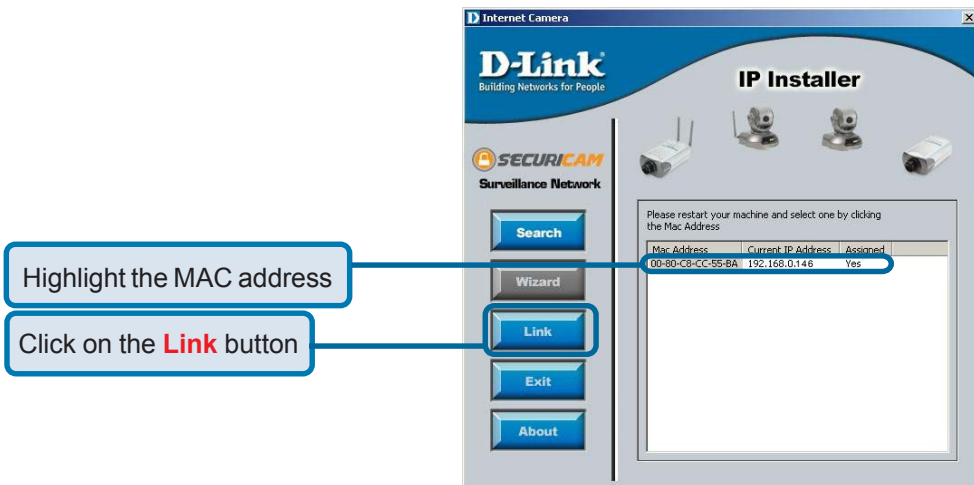 Internet Camera
D-Link
Building Networks for People
IP Installer
SECURICAM
Surveillance Network
Please restart your machine and select one by clicking
the Mac Address
Mac Address Current IP Address Assigned
00-80-C8-CC-55-BA 192.168.0.146 Yes
Search
Wizard
Link
Exit
About
Highlight the MAC address
Click on the Link button